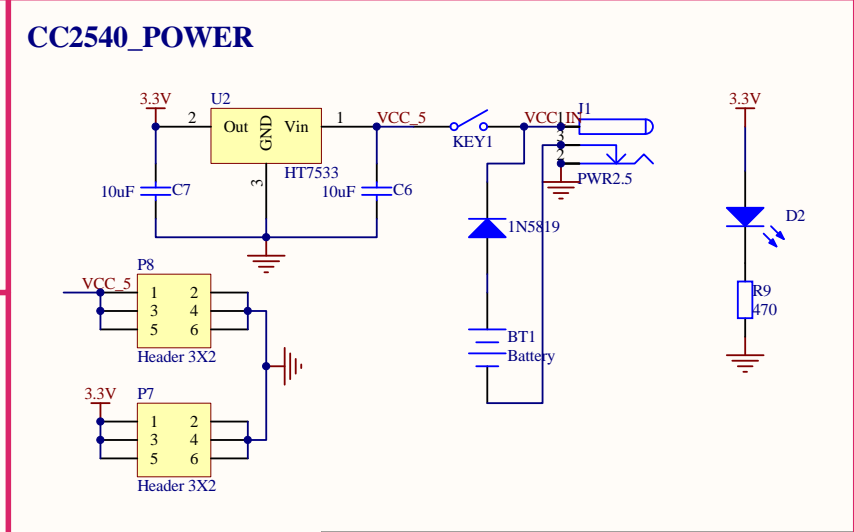 CC2540_POWER
3.3V
U2
2
Out
GND
Vin
1
VCC_5
HT7533
3
10uF
C7
10uF
C6
KEY1
VCC_IN
J1
1
3
2
PWR2.5
1N5819
BT1
Battery
3.3V
D2
R9
470
P8
VCC_5
1 2
3 4
5 6
Header 3X2
P7
3.3V
1 2
3 4
5 6
Header 3X2